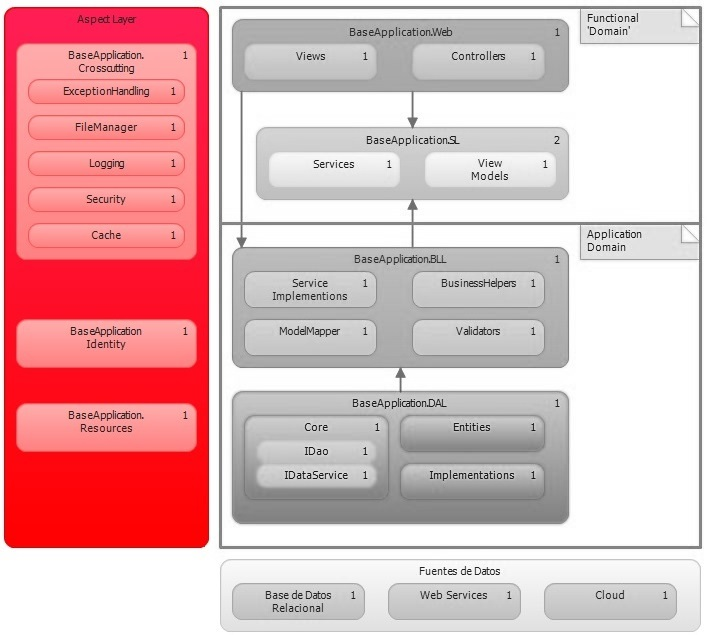 Aspect Layer
BaseApplication. 1
Crosscutting
ExceptionHandling 1
FileManager 1
Logging 1
Security 1
Cache 1
BaseApplication 1
Identity
BaseApplication. 1
Resources
Functional
'Domain'
BaseApplication.Web 1
Views 1
Controllers 1
BaseApplication.SL 2
Services 1
View 1
Models
Application
Domain
BaseApplication.BLL 1
Service 1
Implementions
BusinessHelpers 1
ModelMapper 1
Validators 1
BaseApplication.DAL 1
Core 1
IDao 1
IDataService 1
Entities 1
Implementations 1
Fuentes de Datos
Base de Datos 1
Relacional
Web Services 1
Cloud 1